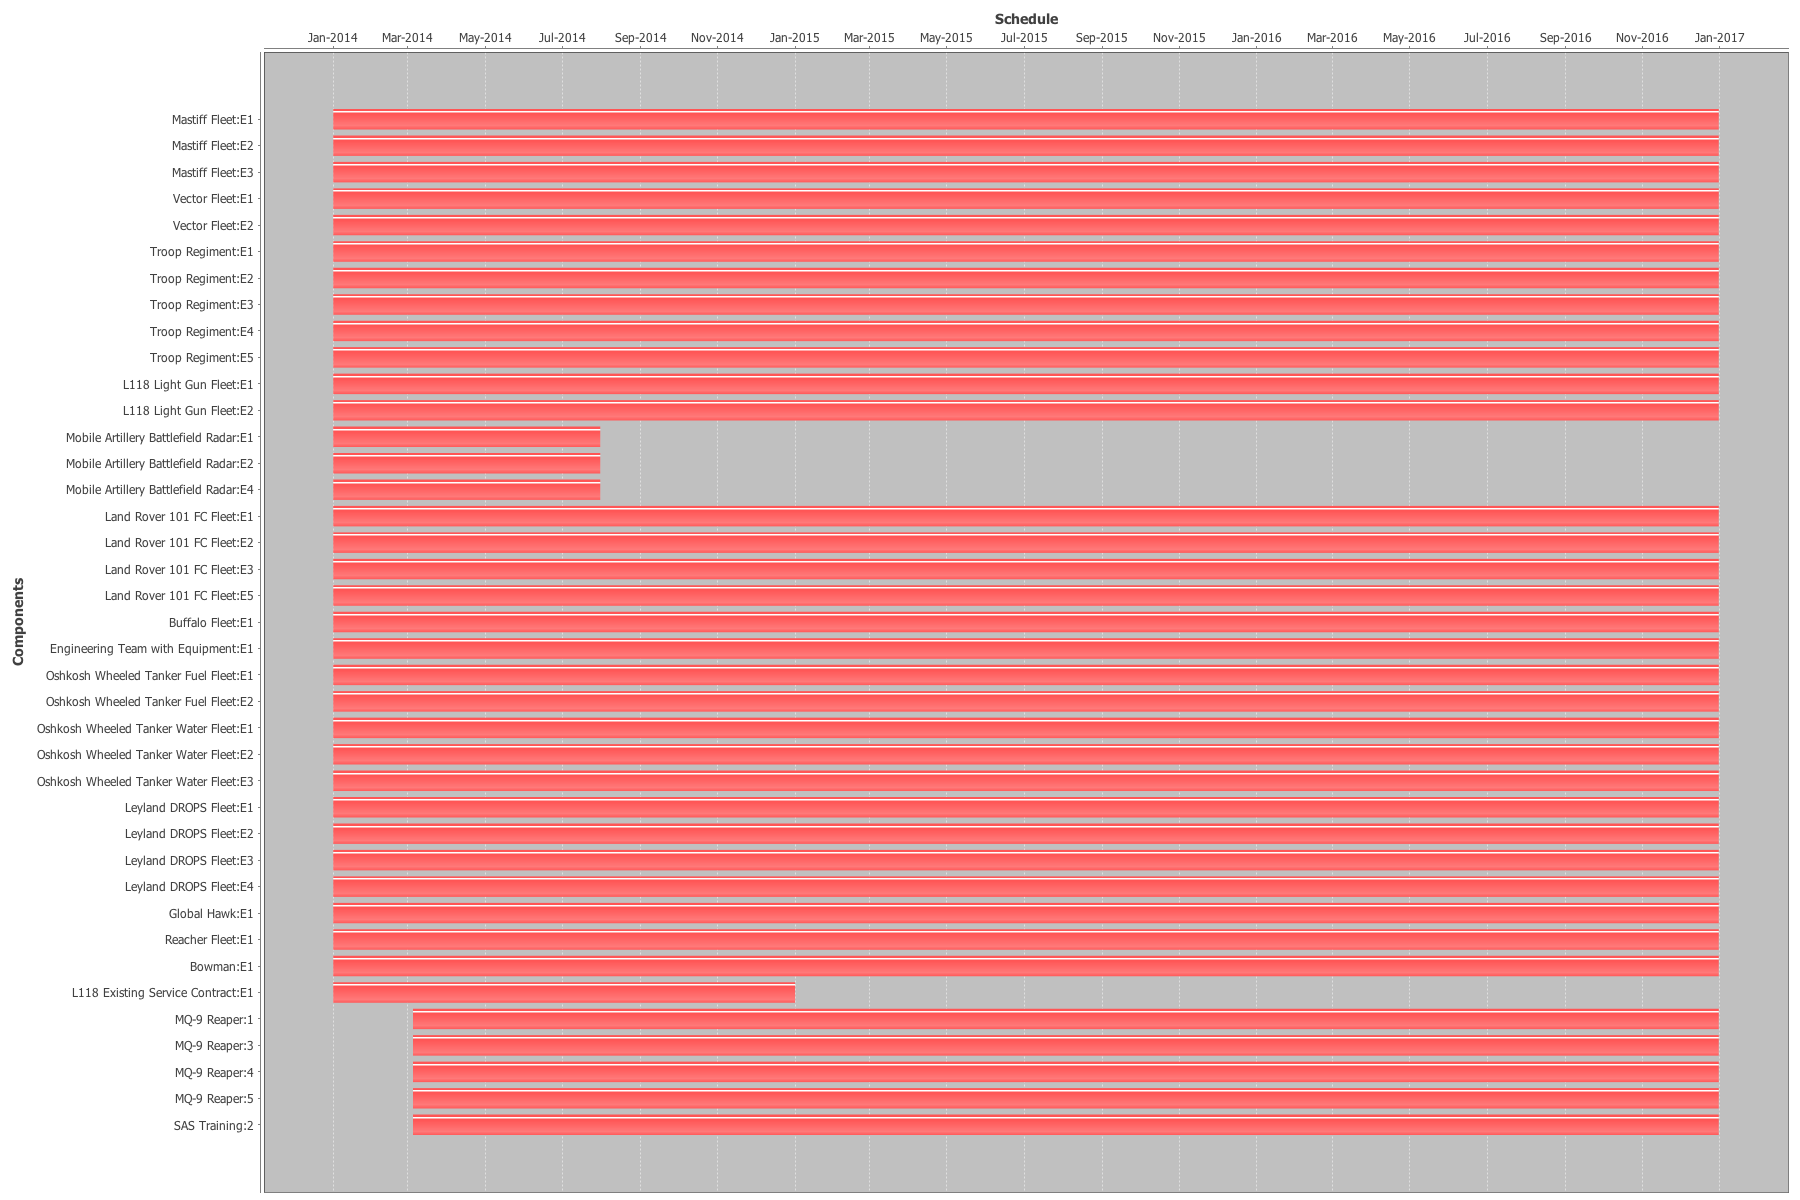 Schedule
Jan-2014 Mar-2014 May-2014 Jul-2014 Sep-2014 Nov-2014 Jan-2015 Mar-2015 May-2015 Jul-2015 Sep-2015 Nov-2015 Jan-2016 Mar-2016 May-2016 Jul-2016 Sep-2016 Nov-2016 Jan-2017
Mastiff Fleet:E1
Mastiff Fleet:E2
Mastiff Fleet:E3
Vector Fleet:E1
Vector Fleet:E2
Troop Regiment:E1
Troop Regiment:E2
Troop Regiment:E3
Troop Regiment:E4
Troop Regiment:E5
L118 Light Gun Fleet:E1
L118 Light Gun Fleet:E2
Mobile Artillery Battlefield Radar:E1
Mobile Artillery Battlefield Radar:E2
Mobile Artillery Battlefield Radar:E4
Land Rover 101 FC Fleet:E1
Land Rover 101 FC Fleet:E2
Land Rover 101 FC Fleet:E3
Land Rover 101 FC Fleet:E5
Buffalo Fleet:E1
Engineering Team with Equipment:E1
Oshkosh Wheeled Tanker Fuel Fleet:E1
Oshkosh Wheeled Tanker Fuel Fleet:E2
Oshkosh Wheeled Tanker Water Fleet:E1
Oshkosh Wheeled Tanker Water Fleet:E2
Oshkosh Wheeled Tanker Water Fleet:E3
Leyland DROPS Fleet:E1
Leyland DROPS Fleet:E2
Leyland DROPS Fleet:E3
Leyland DROPS Fleet:E4
Global Hawk:E1
Reacher Fleet:E1
Bowman:E1
L118 Existing Service Contract:E1
MQ-9 Reaper:1
MQ-9 Reaper:3
MQ-9 Reaper:4
MQ-9 Reaper:5
SAS Training:2
Components